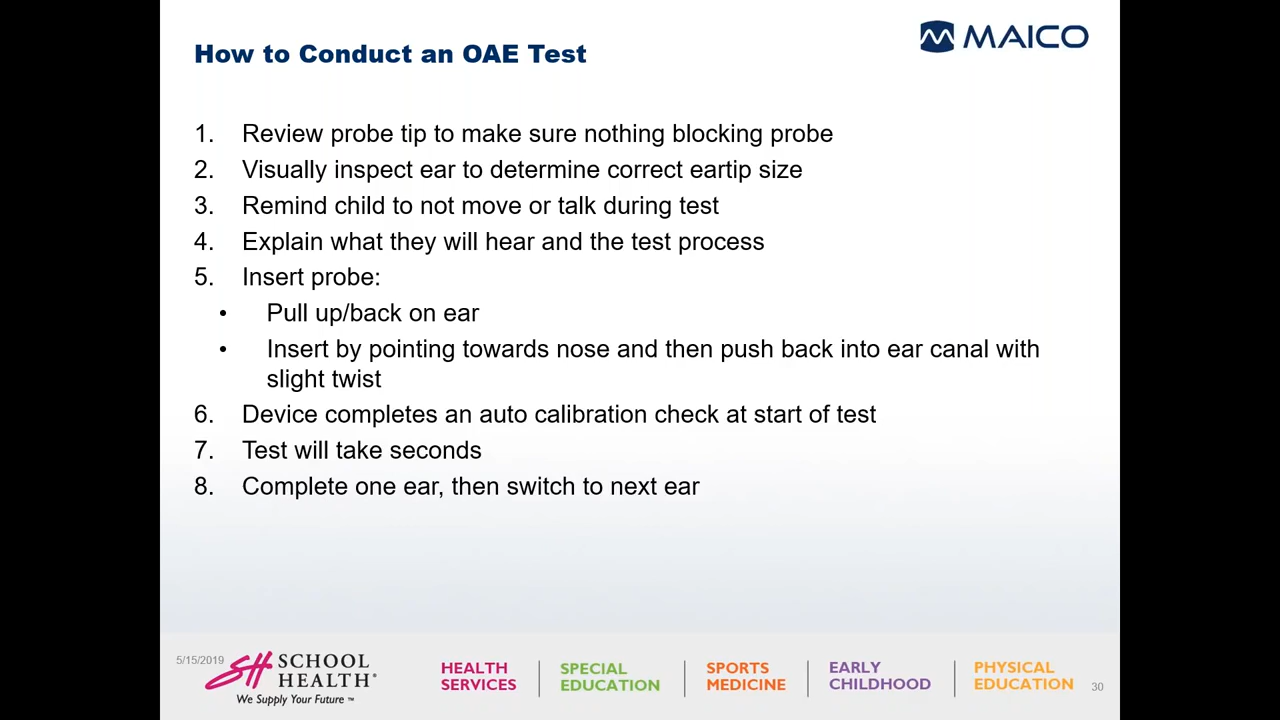 MAICO
How to Conduct an OAE Test
1. Review probe tip to make sure nothing blocking probe
2. Visually inspect ear to determine correct eartip size
3. Remind child to not move or talk during test
4. Explain what they will hear and the test process
5. Insert probe:
• Pull up/back on ear
• Insert by pointing towards nose and then push back into ear canal with
slight twist
6. Device completes an auto calibration check at start of test
7. Test will take seconds
8. Complete one ear, then switch to next ear
5/15/2019
SH SCHOOL
HEALTH®
We Supply Your Future™
HEALTH
SERVICES
SPECIAL
EDUCATION
SPORTS
MEDICINE
EARLY
CHILDHOOD
PHYSICAL
EDUCATION
30